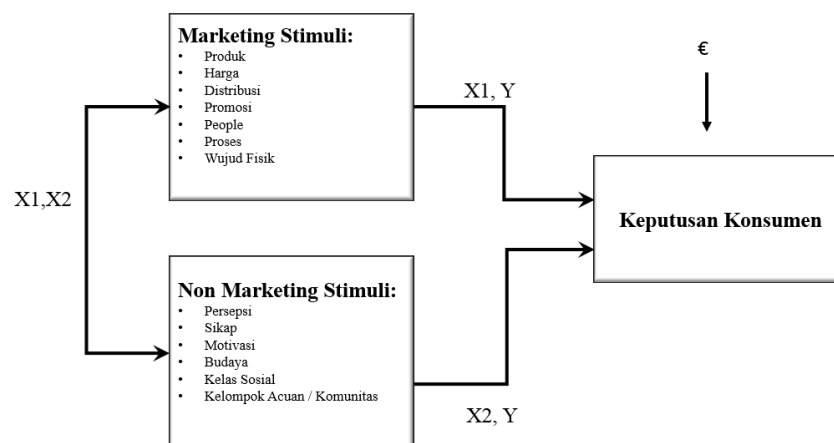 Marketing Stimuli:
• Produk
• Harga
• Distribusi
• Promosi
• People
• Proses
• Wujud Fisik
X1, Y
€
X1,X2
Keputusan Konsumen
Non Marketing Stimuli:
• Persepsi
• Sikap
• Motivasi
• Budaya
• Kelas Sosial
• Kelompok Acuan / Komunitas
X2, Y